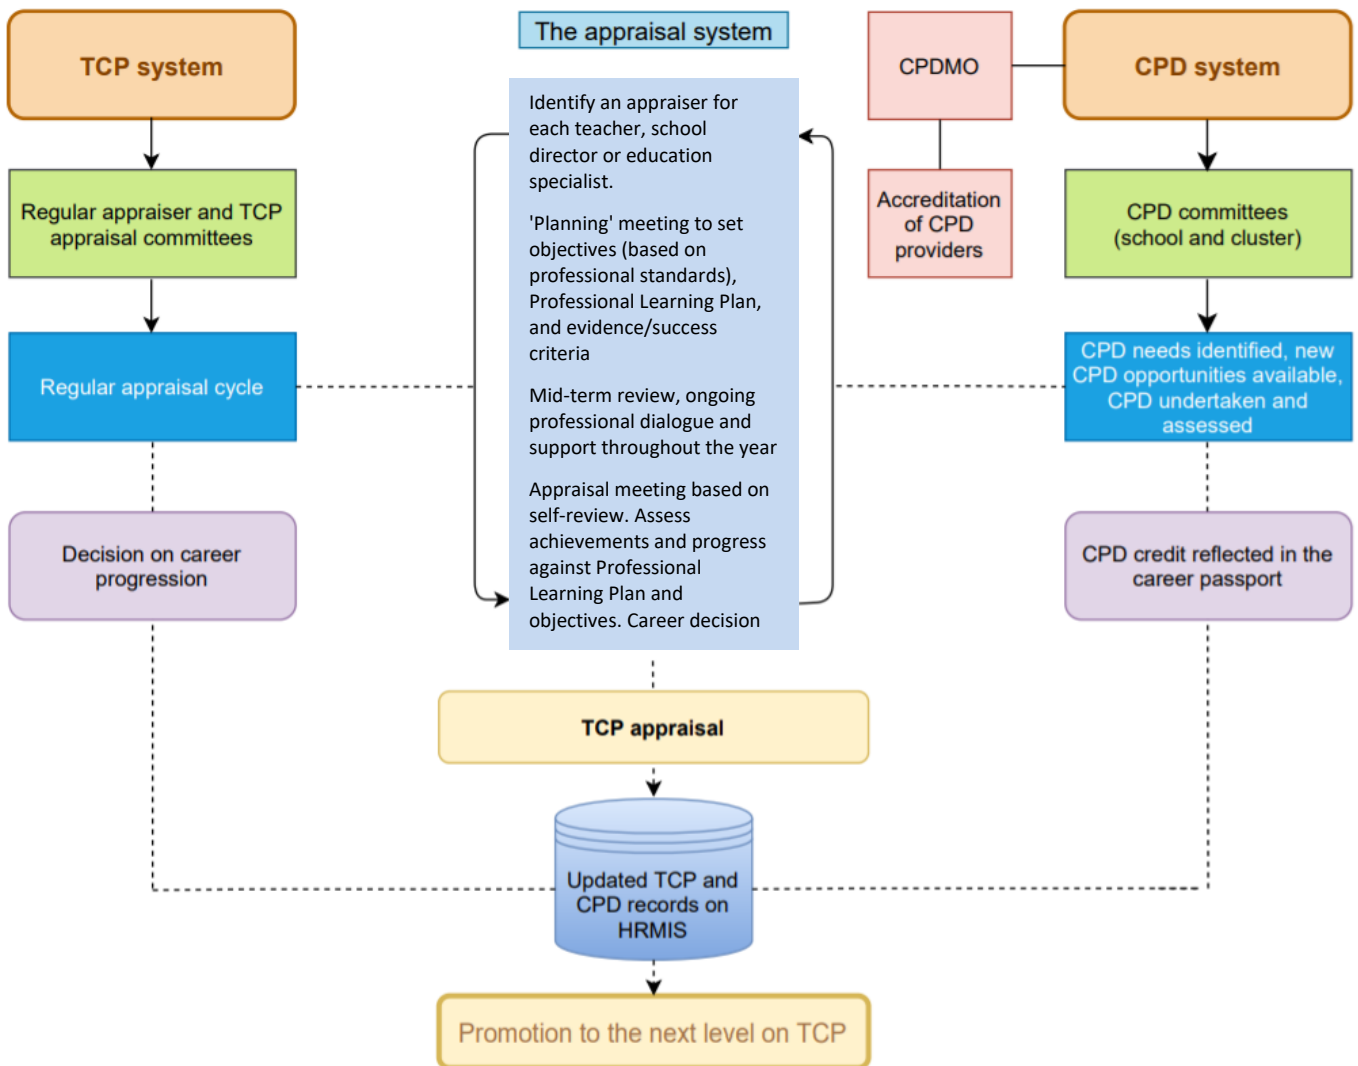 The appraisal system
TCP system
Regular appraiser and TCP
appraisal committees
Regular appraisal cycle
Decision on career
progression
Identify an appraiser for
each teacher, school
director or education
specialist.
'Planning' meeting to set
objectives (based on
professional standards),
Professional Learning Plan,
and evidence/success
criteria
Mid-term review, ongoing
professional dialogue and
support throughout the year
Appraisal meeting based on
self-review. Assess
achievements and progress
against Professional
Learning Plan and
objectives. Career decision
CPDMO
Accreditation
of CPD
providers
CPD system
CPD committees
(school and cluster)
CPD needs identified, new
CPD opportunities available,
CPD undertaken and
assessed
CPD credit reflected in the
career passport
TCP appraisal
Updated TCP and
CPD records on
HRMIS
Promotion to the next level on TCP